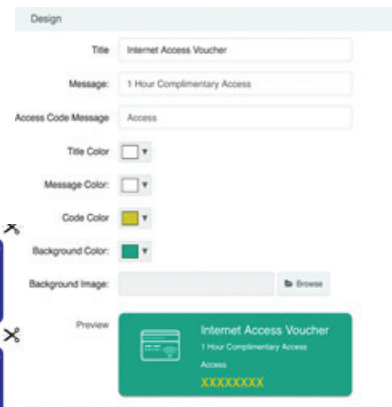 Design
Title Internet Access Voucher
Message: 1 Hour Complimentary Access
Access Code Message Access
Title Color
Message Color:
Code Color
Background Color:
Background Image: Browse
Preview
Internet Access Voucher
1 Hour Complimentary Access
Access
XXXXXXXX